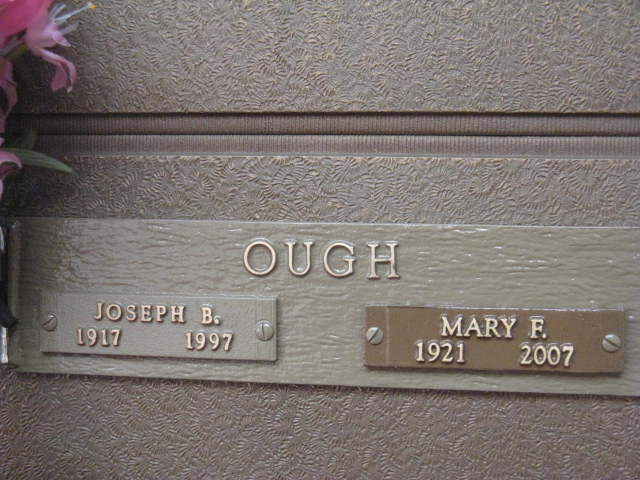 OUGH
JOSEPH B.
1917 1997
MARY F.
1921 2007